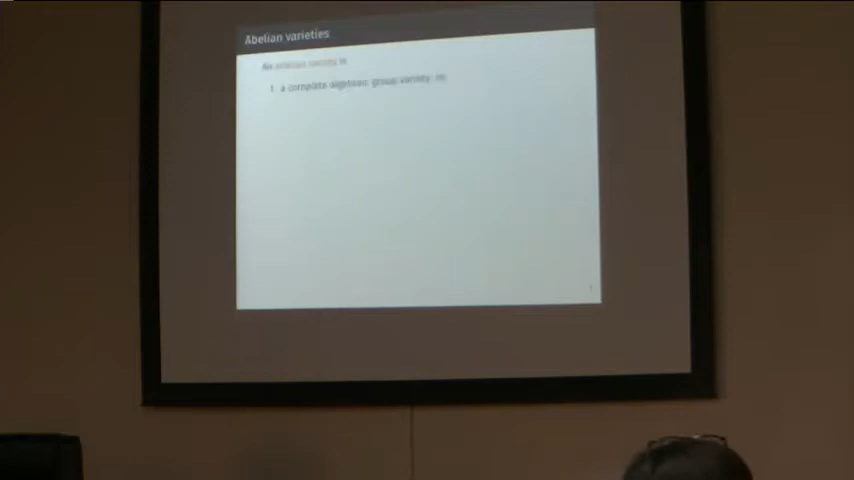 Abelian varieties
An abelian variety is
1. a complete algebraic group variety. or,